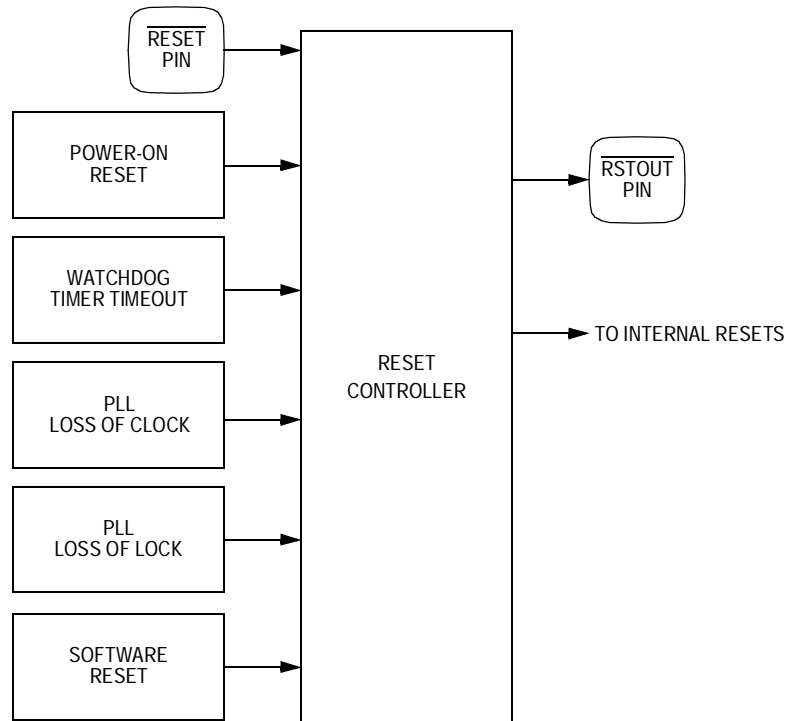 RESET
PIN
POWER-ON
RESET
WATCHDOG
TIMER TIMEOUT
PLL
LOSS OF CLOCK
PLL
LOSS OF LOCK
SOFTWARE
RESET
RESET
CONTROLLER
RSTOUT
PIN
TO INTERNAL RESETS